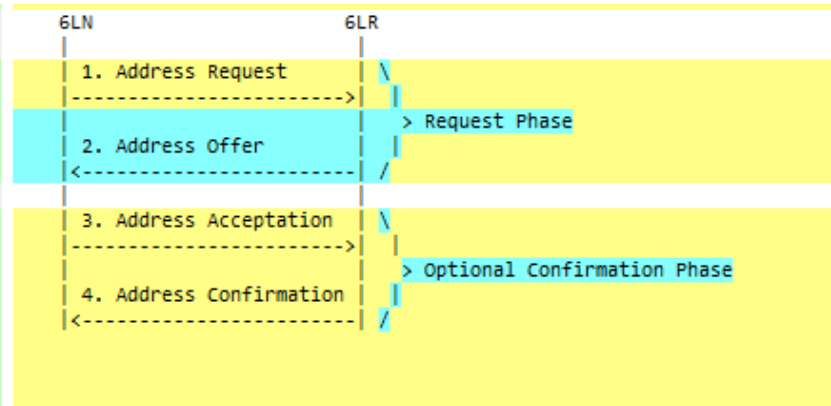 6LN 6LR
| |
| 1. Address Request | \
|------------------------>| |
| | > Request Phase
| 2. Address Offer | |
|<------------------------| /
| |
| 3. Address Acceptation | \
|------------------------>| |
| | > Optional Confirmation Phase
| 4. Address Confirmation | |
|<------------------------| /